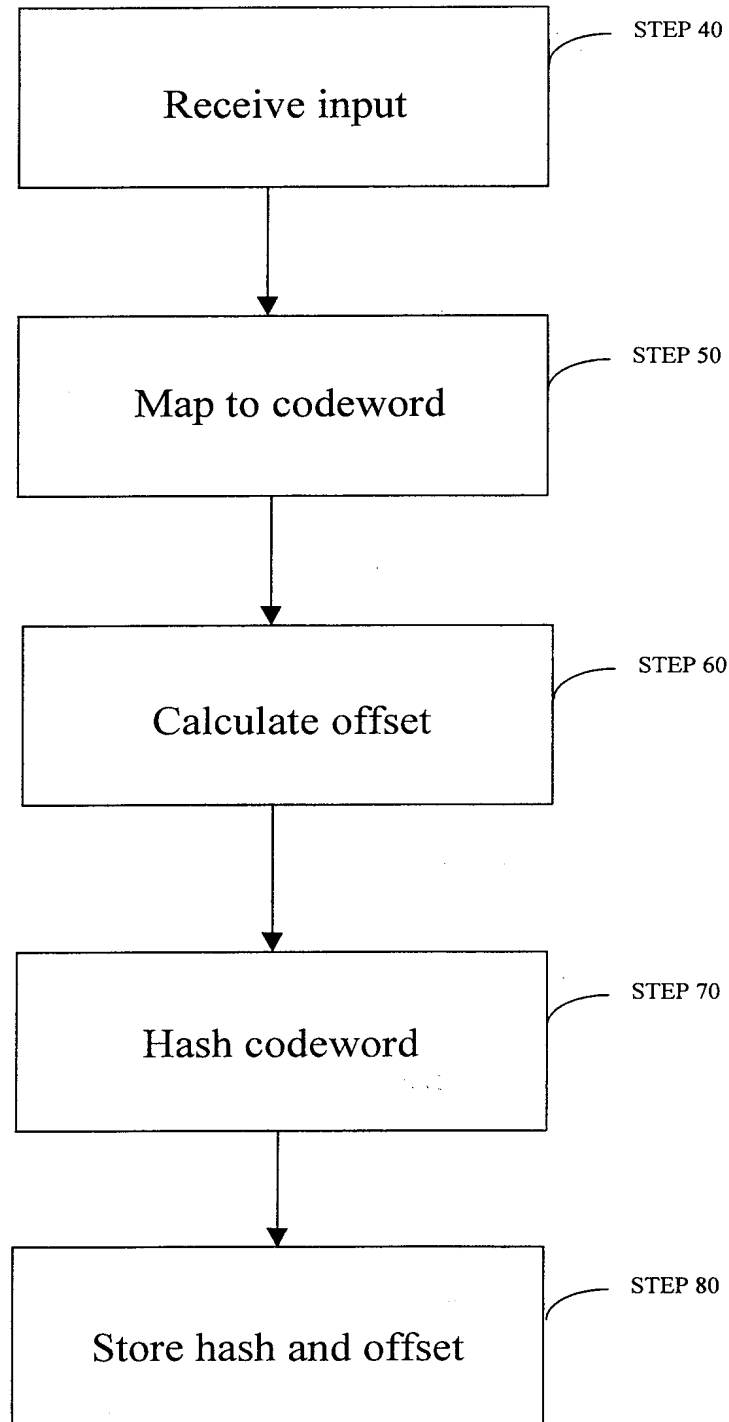 STEP 40
Receive input
STEP 50
Map to codeword
STEP 60
Calculate offset
STEP 70
Hash codeword
STEP 80
Store hash and offset